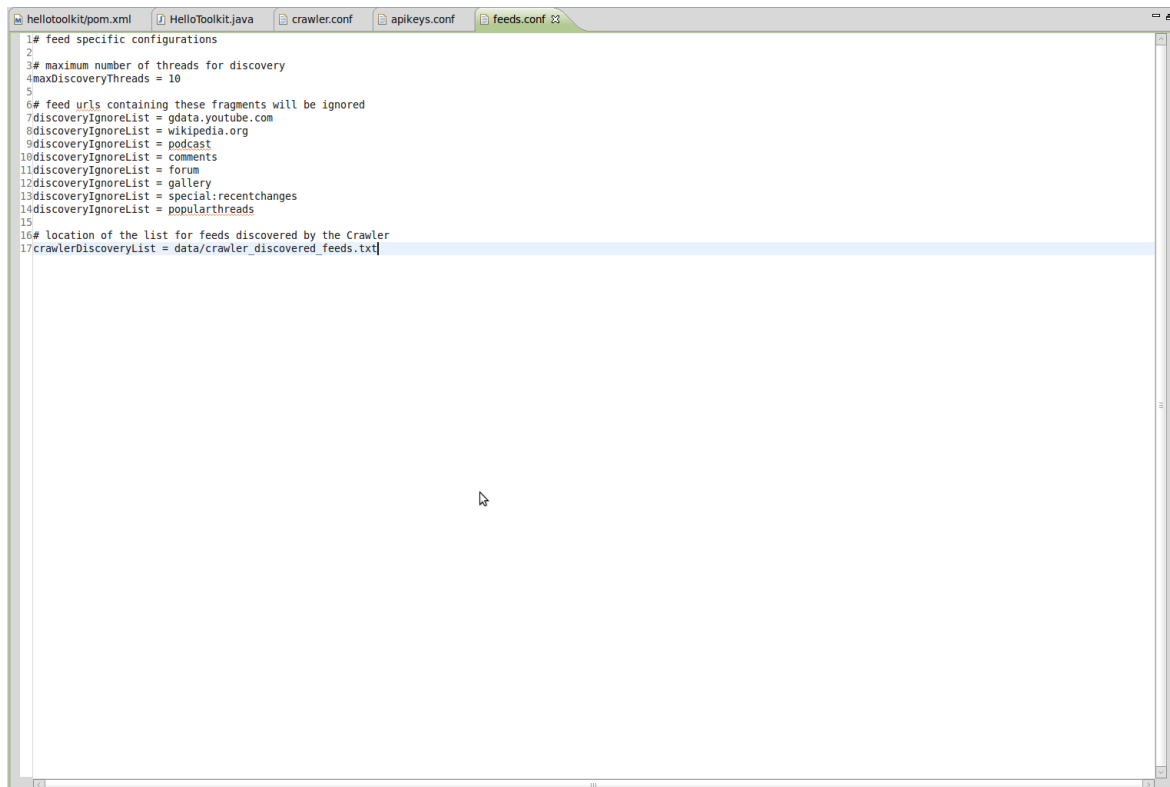 hellotoolkit/pom.xml HelloToolkit.java crawler.conf apikeys.conf feeds.conf
1# feed specific configurations
2
3# maximum number of threads for discovery
4maxDiscoveryThreads = 10
5
6# feed urls containing these fragments will be ignored
7discoveryIgnoreList = gdata.youtube.com
8discoveryIgnoreList = wikipedia.org
9discoveryIgnoreList = podcast
10discoveryIgnoreList = comments
11discoveryIgnoreList = forum
12discoveryIgnoreList = gallery
13discoveryIgnoreList = special:recentchanges
14discoveryIgnoreList = popularthreads
15
16# location of the list for feeds discovered by the Crawler
17crawlerDiscoveryList = data/crawler_discovered_feeds.txt